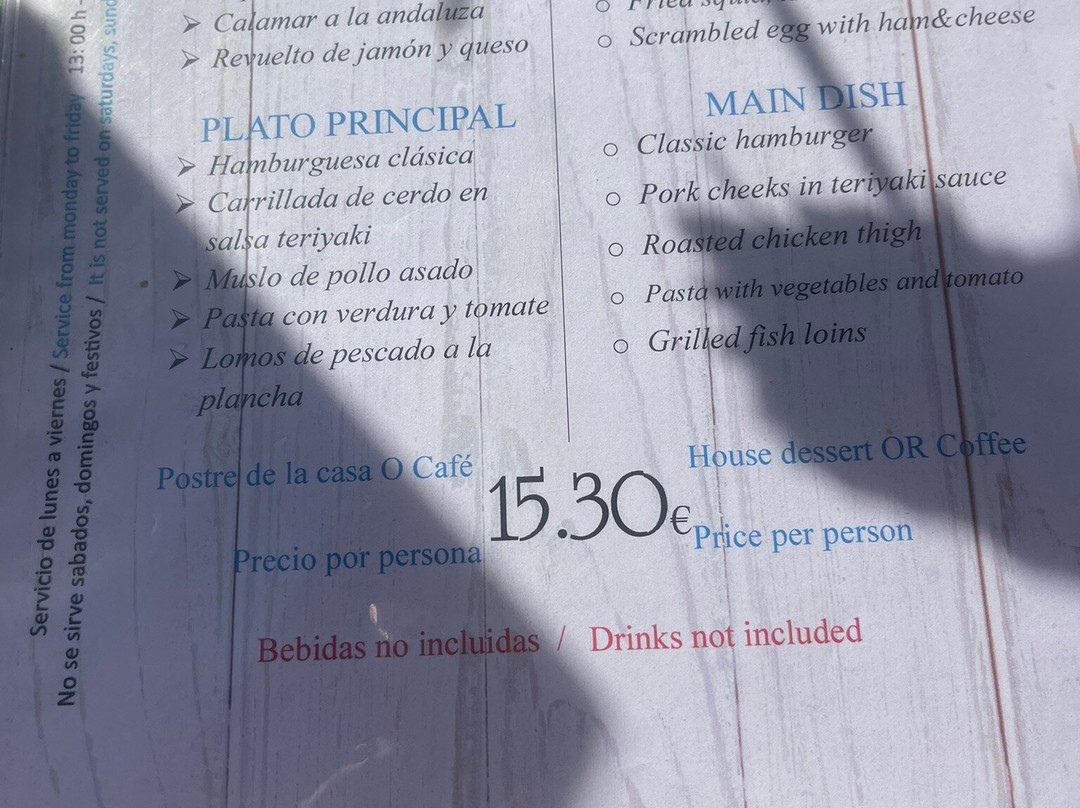 Calamar a la andaluza
Revuelto de jamón y queso
PLATO PRINCIPAL
Hamburguesa clásica
Carrillada de cerdo en
salsa teriyaki
Muslo de pollo asado
Pasta con verdura y tomate
Lomos de pescado a la
plancha
Fried
Scrambled egg with ham&cheese
MAIN DISH
Classic hamburger
Pork cheeks in teriyaki sauce
Roasted chicken thigh
Pasta with vegetables and tomato
Grilled fish loins
Postre de la casa O Café
House dessert OR Coffee
15.30€
Precio por persona
Price per person
Bebidas no incluidas / Drinks not included
Servicio de lunes a viernes / Service from monday to friday 13:00 h -
No se sirve sabados, domingos y festivos / It is not served on saturdays, sund